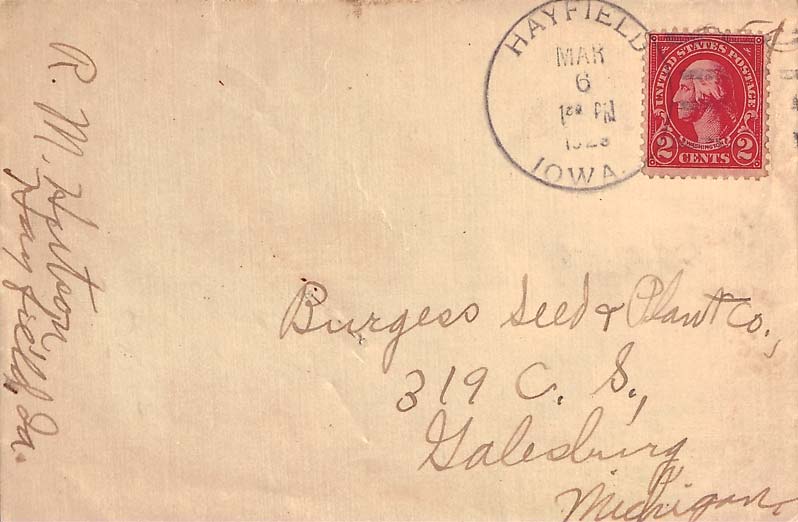 HAYFIELD
MAR
6
PM
IOWA
UNITED STATES POSTAGE
WASHINGTON
2 CENTS 2
R. M. 
Hayfield, Ia.
Burgess Seed & Plant Co.,
319 C. S.,
Galesburg
Michigan